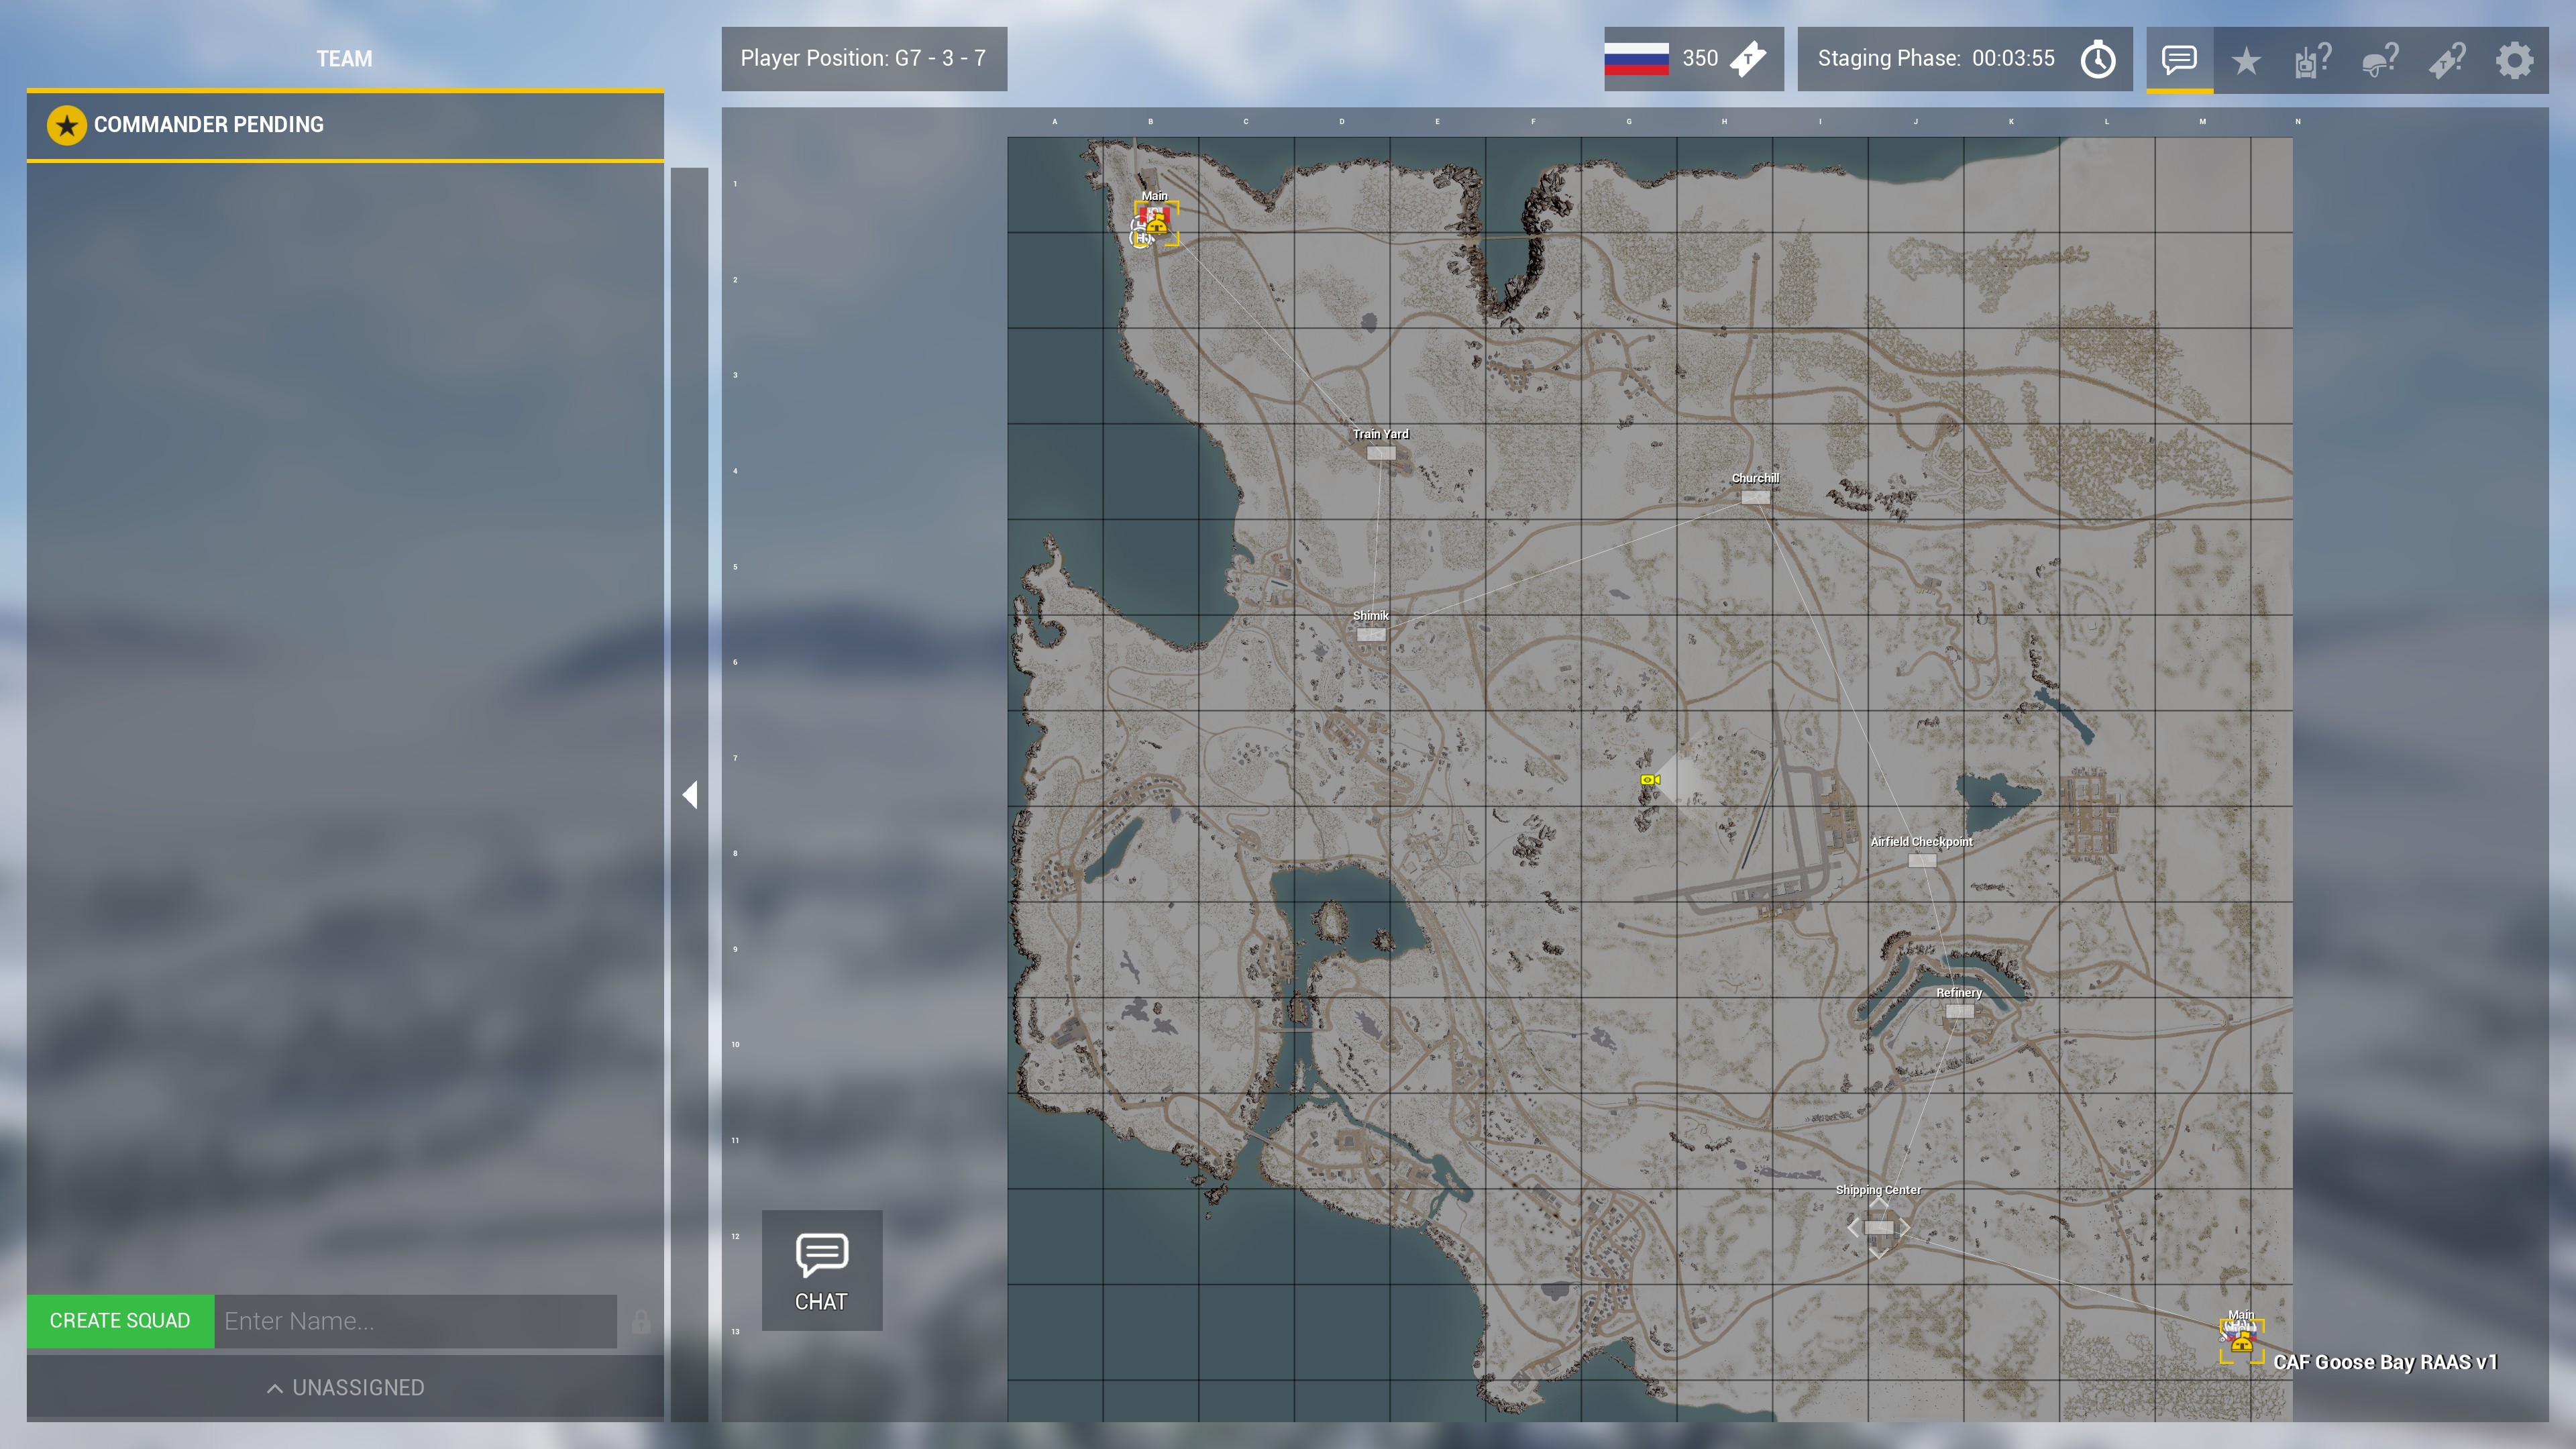 TEAM
Player Position: G7 - 3 - 7
350
Staging Phase: 00:03:55
COMMANDER PENDING
A B C D E F G H I J K L M N
1
Main
2
3
Train Yard
4
Churchill
5
Shimik
6
7
8
Airfield Checkpoint
9
Refinery
10
11
Shipping Center
12
CHAT
CREATE SQUAD Enter Name...
13
Main
CAF Goose Bay RAAS v1
UNASSIGNED